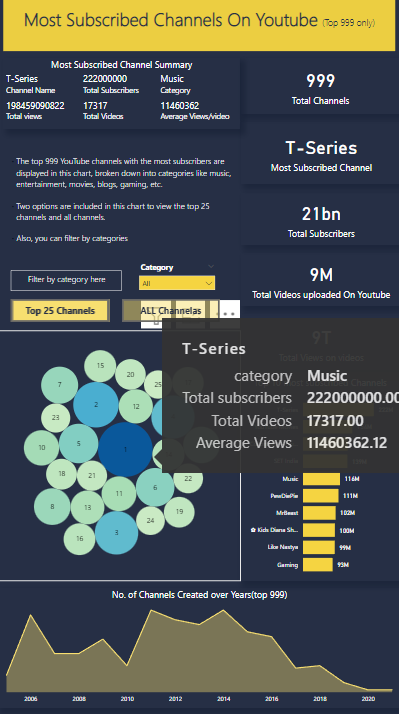 Most Subscribed Channels On Youtube (Top 999 only)
Most Subscribed Channel Summary
T-Series 222000000 Music
Channel Name Total Subscribers Category
198459090822 17317 11460362
Total views Total Videos Average Views/video
999
Total Channels
T-Series
Most Subscribed Channel
21bn
Total Subscribers
9M
Total Videos uploaded On Youtube
The top 999 YouTube channels with the most subscribers are
displayed in this chart, broken down into categories like music,
entertainment, movies, blogs, gaming, etc.
Two options are included in this chart to view the top 25
channels and all channels.
Also, you can filter by categories
Filter by category here
Category
All
Top 25 Channels
ALL Channelas
9T
Total Views on videos
T-Series
category Music
Total subscribers 222000000.00
Total Videos 17317.00
Average Views 11460362.12
15
7
20
25
2
12
23
10
5
1
18
21
6
22
11
8
13
19
24
16
3
Music 116M
PewDiePie 111M
MrBeast 102M
✿ Kids Diana Sh... 100M
Like Nastya 99M
Gaming 93M
No. of Channels Created over Years(top 999)
2006 2008 2010 2012 2014 2016 2018 2020